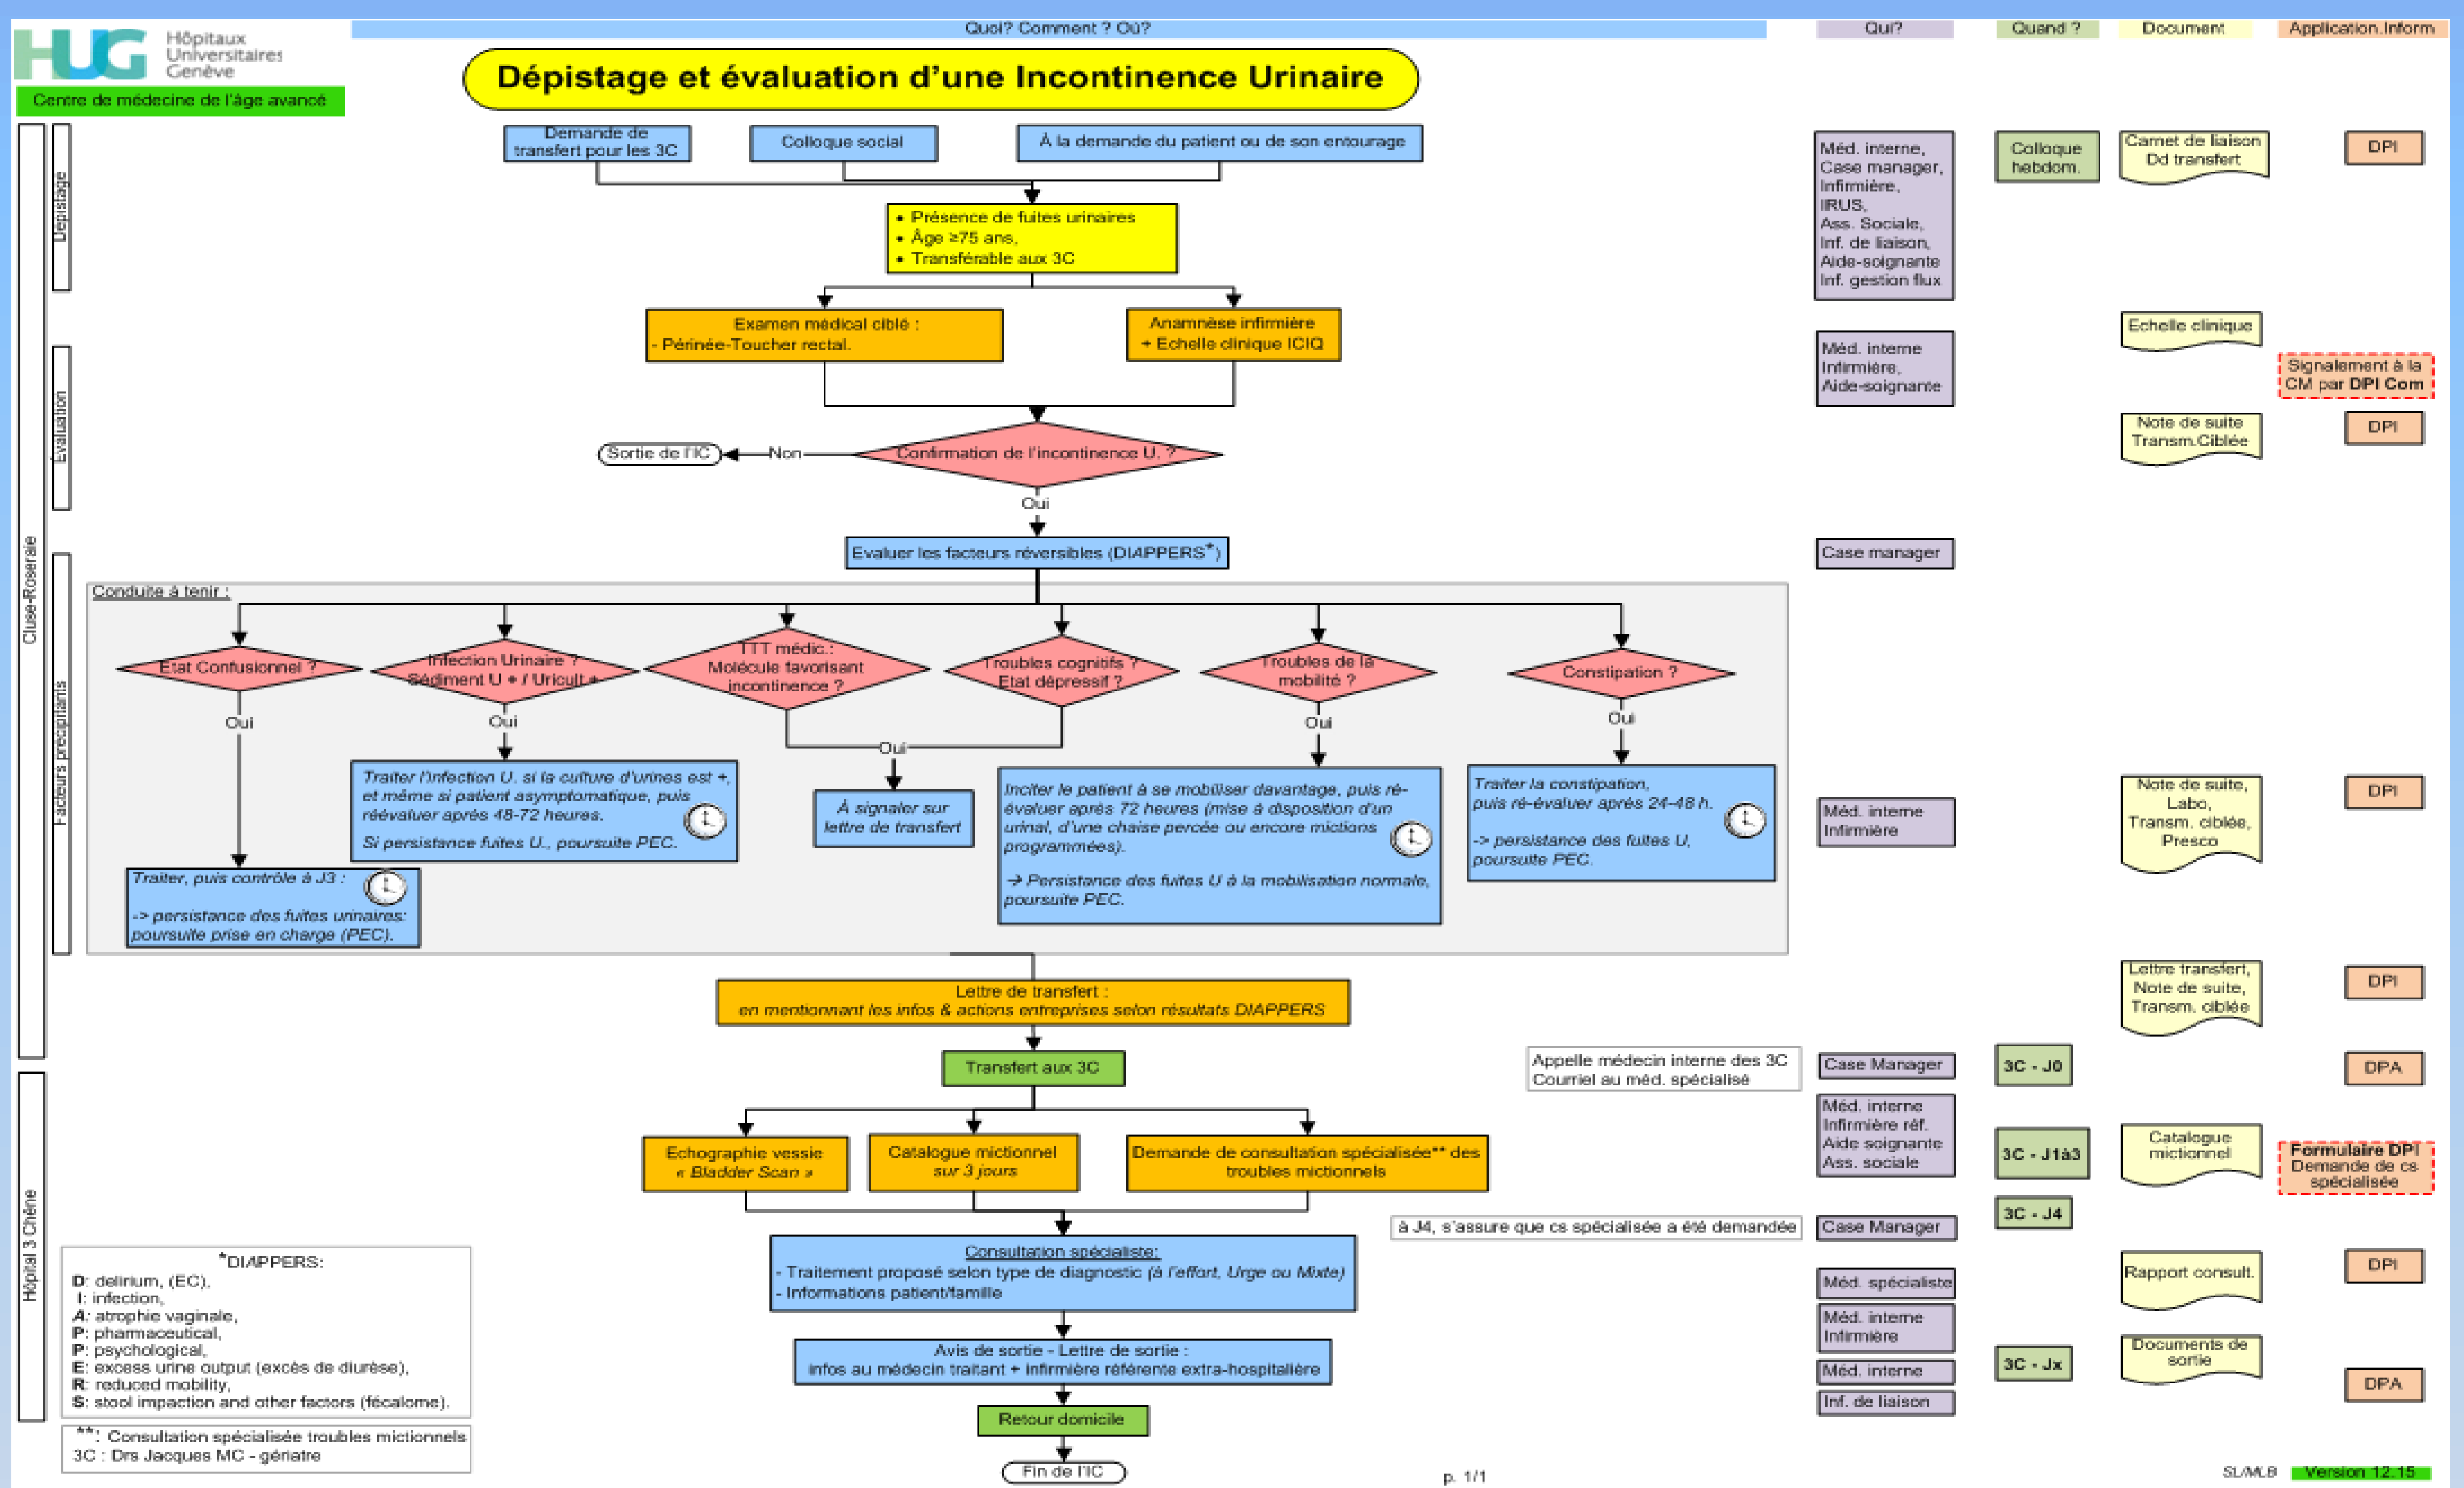 Quoi? Comment ? Où?
Qui?
Quand ?
Document
Application.Inform
HUG
Hôpitaux
Universitaires
Genève
Centre de médecine de l'âge avancé
Dépistage et évaluation d'une Incontinence Urinaire
Cluse-Roseraie
Dépistage
Demande de
transfert pour les 3C
Colloque social
À la demande du patient ou de son entourage
• Présence de fuites urinaires
• Âge ≥75 ans,
• Transférable aux 3C
Méd. interne,
Case manager,
Infirmière,
IRUS,
Ass. Sociale,
Inf. de liaison,
Aide-soignante
Inf. gestion flux
Colloque
hebdom.
Carnet de liaison
Dd transfert
DPI
Evaluation
Examen médical ciblé :
- Périnée-Toucher rectal.
Anamnèse infirmière
+ Echelle clinique ICIQ
Méd. interne
Infirmière,
Aide-soignante
Echelle clinique
Signalement à la
CM par DPI Com
Confirmation de l'incontinence U. ?
Non
Sortie de l'IC
Oui
Note de suite
Transm.Ciblée
DPI
Facteurs précipitants
Evaluer les facteurs réversibles (DIAPPERS*)
Case manager
Conduite à tenir :
Etat Confusionnel ?
Infection Urinaire ?
Sédiment U + / Uricult +
TTT médic.:
Molécule favorisant
incontinence ?
Troubles cognitifs ?
Etat dépressif ?
Troubles de la
mobilité ?
Constipation ?
Oui
Oui
Oui
Oui
Oui
Traiter, puis contrôle à J3 :
-> persistance des fuites urinaires:
poursuite prise en charge (PEC).
Traiter l'infection U. si la culture d'urines est +,
et même si patient asymptomatique, puis
réévaluer après 48-72 heures.
Si persistance fuites U., poursuite PEC.
À signaler sur
lettre de transfert
Inciter le patient à se mobiliser davantage, puis ré-
évaluer après 72 heures (mise à disposition d'un
urinal, d'une chaise percée ou encore mictions
programmées).
→ Persistance des fuites U à la mobilisation normale,
poursuite PEC.
Traiter la constipation,
puis ré-évaluer après 24-48 h.
-> persistance des fuites U,
poursuite PEC.
Méd. interne
Infirmière
Note de suite,
Labo,
Transm. ciblée,
Presco
DPI
Lettre de transfert :
en mentionnant les infos & actions entreprises selon résultats DIAPPERS
Lettre transfert,
Note de suite,
Transm. ciblée
DPI
Hôpital 3 Chêne
Transfert aux 3C
Appelle médecin interne des 3C
Courriel au méd. spécialisé
Case Manager
3C - J0
DPA
Echographie vessie
« Bladder Scan »
Catalogue mictionnel
sur 3 jours
Demande de consultation spécialisée** des
troubles mictionnels
Méd. interne
Infirmière réf.
Aide soignante
Ass. sociale
3C - J1à3
Catalogue
mictionnel
Formulaire DPI
Demande de cs
spécialisée
à J4, s'assure que cs spécialisée a été demandée
Case Manager
3C - J4
Consultation spécialiste:
- Traitement proposé selon type de diagnostic (à l'effort, Urge ou Mixte)
- Informations patient/famille
Méd. spécialiste
Rapport consult.
DPI
Méd. interne
Infirmière
Avis de sortie - Lettre de sortie :
infos au médecin traitant + infirmière référente extra-hospitalière
Méd. interne
Inf. de liaison
3C - Jx
Documents de
sortie
DPA
Retour domicile
Fin de l'IC
*DIAPPERS:
D: delirium, (EC),
I: infection,
A: atrophie vaginale,
P: pharmaceutical,
P: psychological,
E: excess urine output (excès de diurèse),
R: reduced mobility,
S: stool impaction and other factors (fécalome).
**: Consultation spécialisée troubles mictionnels
3C : Drs Jacques MC - gériatre
p. 1/1
SL/MLB
Version 12.15